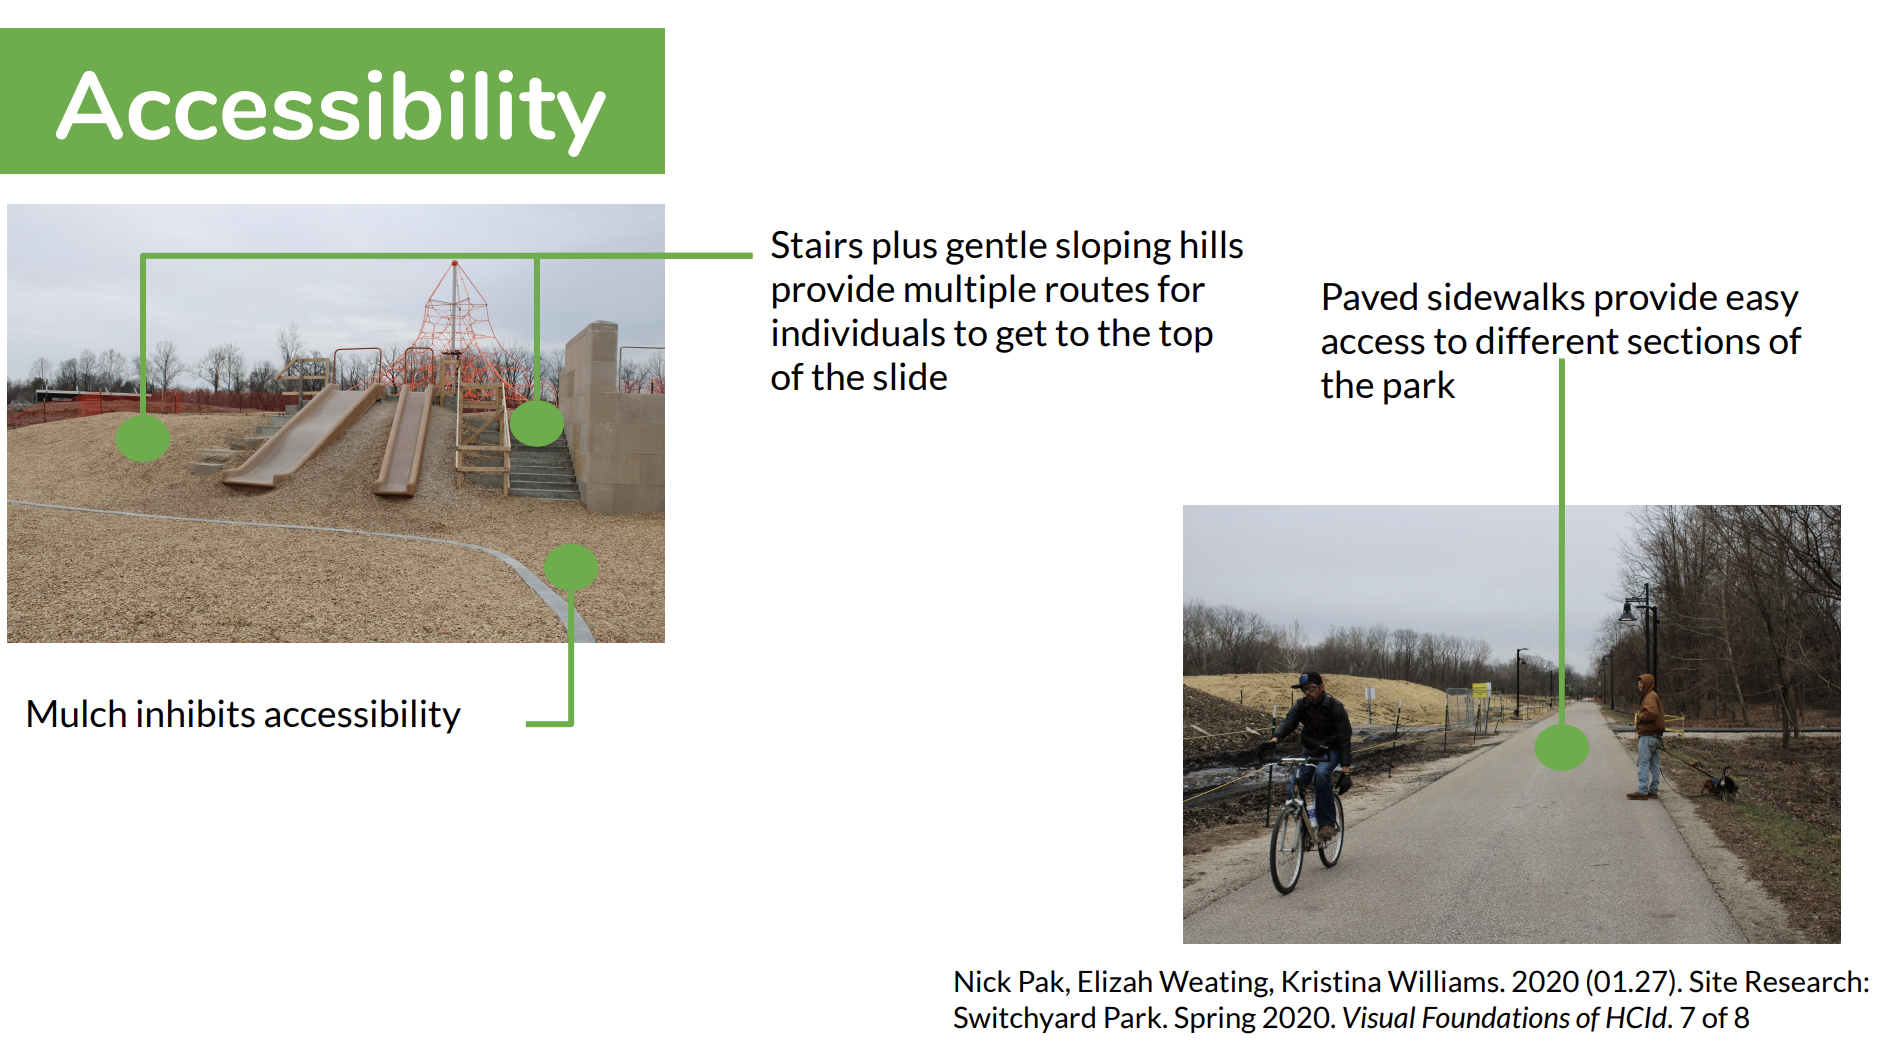 Accessibility
Stairs plus gentle sloping hills
provide multiple routes for
individuals to get to the top
of the slide
Paved sidewalks provide easy
access to different sections of
the park
Mulch inhibits accessibility
Nick Pak, Elizah Weating, Kristina Williams. 2020 (01.27). Site Research:
Switchyard Park. Spring 2020. Visual Foundations of HCId. 7 of 8